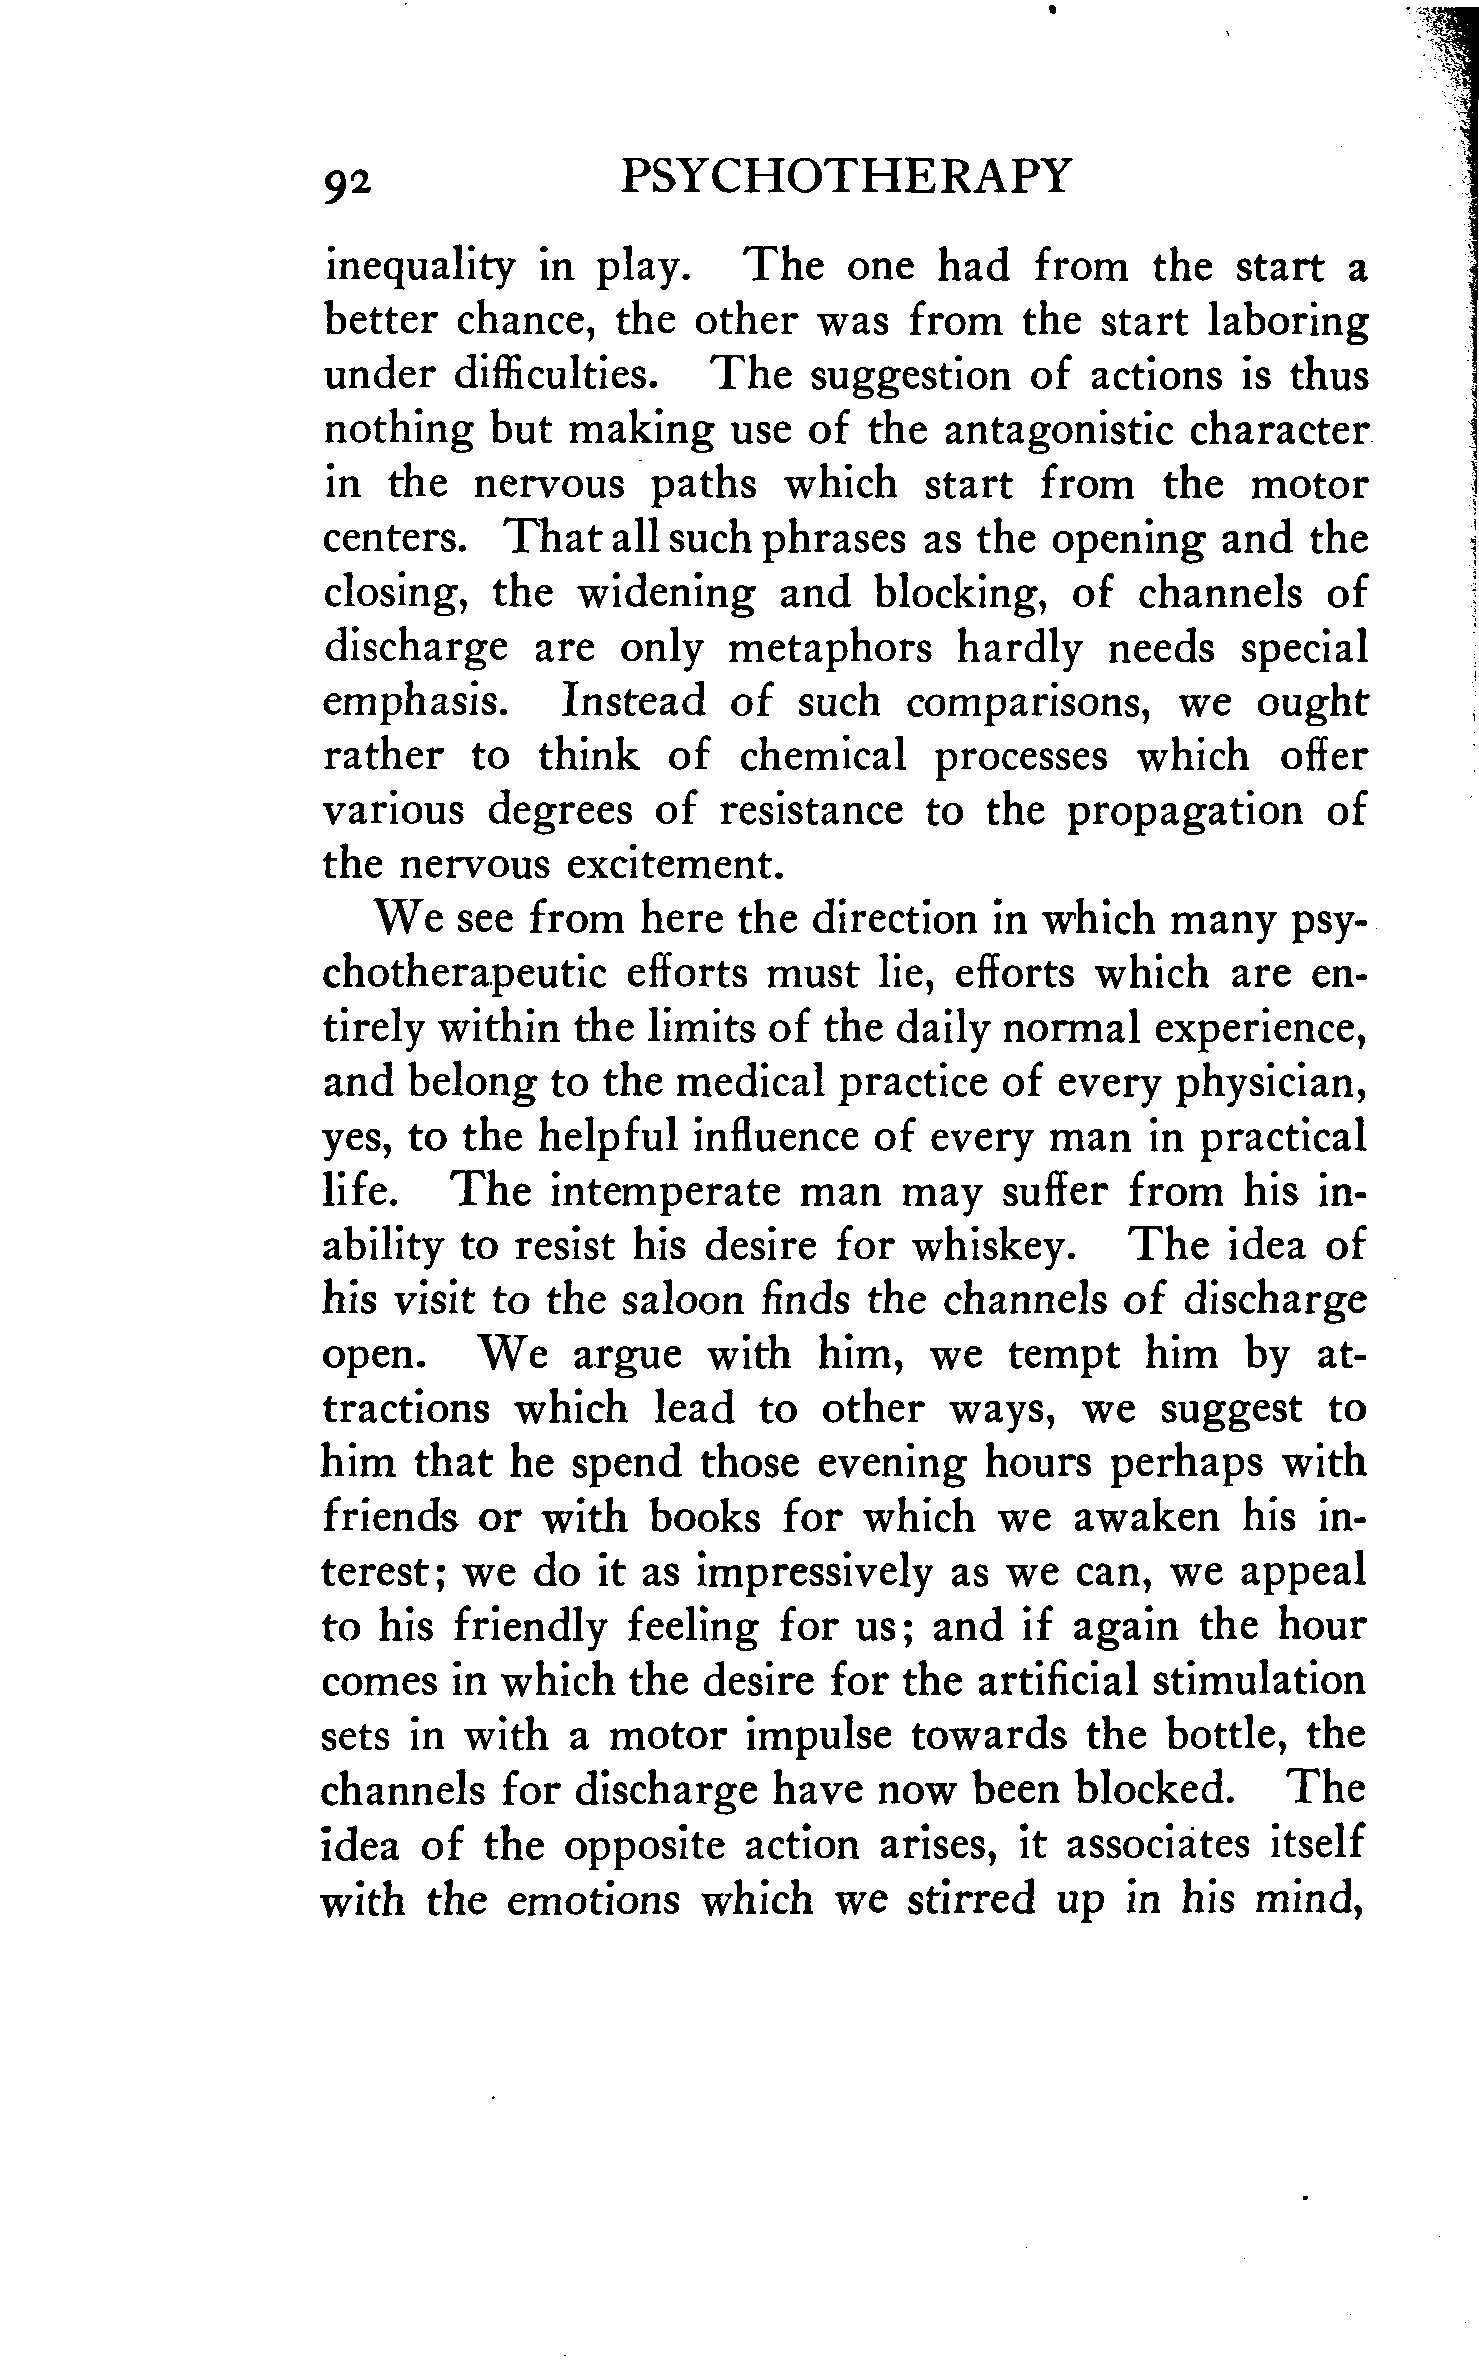 92 PSYCHOTHERAPY
inequality in play. The one had from the start a
better chance, the other was from the start laboring
under difficulties. The suggestion of actions is thus
nothing but making use of the antagonistic character
in the nervous paths which start from the motor
centers. That all such phrases as the opening and the
closing, the widening and blocking, of channels of
discharge are only metaphors hardly needs special
emphasis. Instead of such comparisons, we ought
rather to think of chemical processes which offer
various degrees of resistance to the propagation of
the nervous excitement.
We see from here the direction in which many psy-
chotherapeutic efforts must lie, efforts which are en-
tirely within the limits of the daily normal experience,
and belong to the medical practice of every physician,
yes, to the helpful influence of every man in practical
life. The intemperate man may suffer from his in-
ability to resist his desire for whiskey. The idea of
his visit to the saloon finds the channels of discharge
open. We argue with him, we tempt him by at-
tractions which lead to other ways, we suggest to
him that he spend those evening hours perhaps with
friends or with books for which we awaken his in-
terest; we do it as impressively as we can, we appeal
to his friendly feeling for us; and if again the hour
comes in which the desire for the artificial stimulation
sets in with a motor impulse towards the bottle, the
channels for discharge have now been blocked. The
idea of the opposite action arises, it associates itself
with the emotions which we stirred up in his mind,